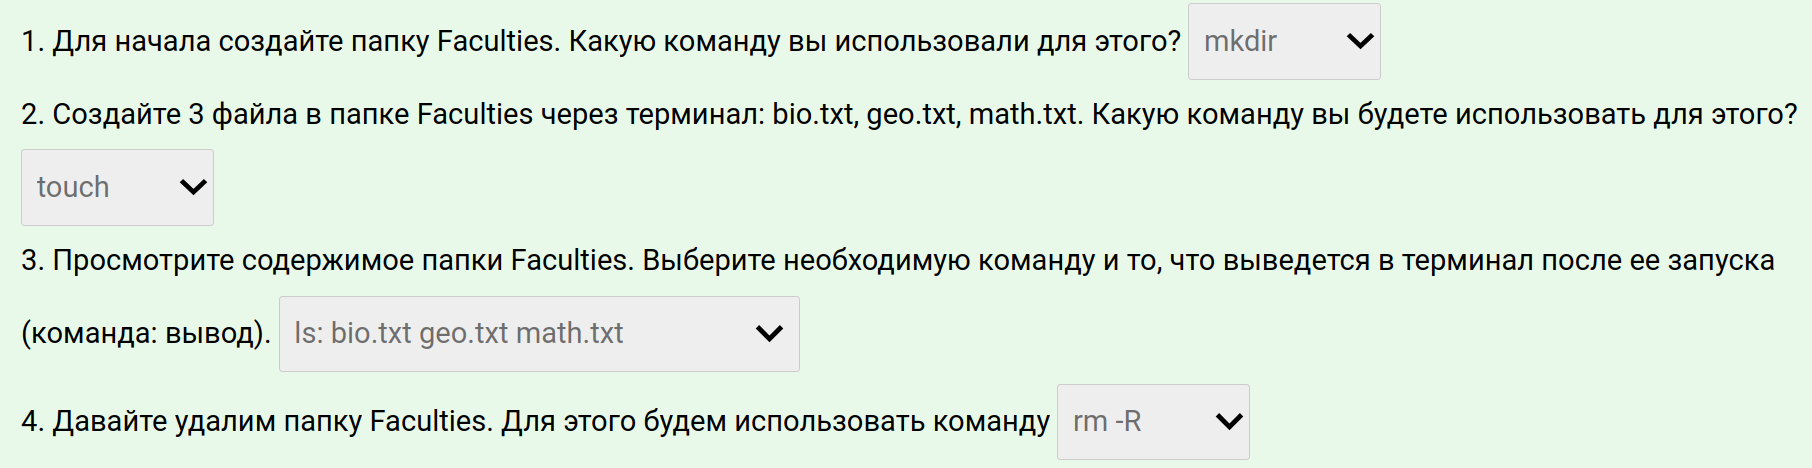 1. Для начала создайте папку Faculties. Какую команду вы использовали для этого? mkdir
2. Создайте 3 файла в папке Faculties через терминал: bio.txt, geo.txt, math.txt. Какую команду вы будете использовать для этого?
touch
3. Просмотрите содержимое папки Faculties. Выберите необходимую команду и то, что выведется в терминал после ее запуска
(команда: вывод). ls: bio.txt geo.txt math.txt
4. Давайте удалим папку Faculties. Для этого будем использовать команду rm -R